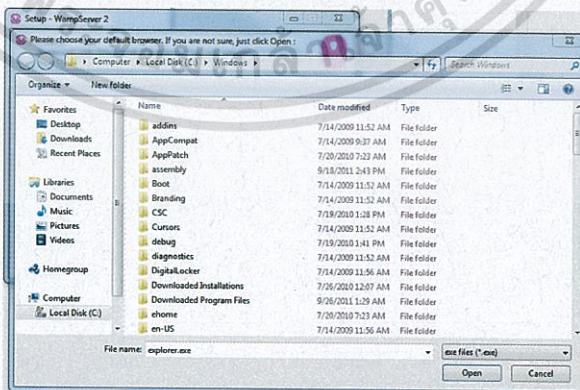 Setup - WampServer 2
Please choose your default browser. If you are not sure, just click Open :
Computer Local Disk (C:) Windows
Search Windows
Organize New folder
Name Date modified Type Size
Favorites
Desktop
Downloads
Recent Places
Libraries
Documents
Music
Pictures
Videos
Homegroup
Computer
Local Disk (C:)
addins 7/14/2009 11:52 AM File folder
AppCompat 7/14/2009 9:37 AM File folder
AppPatch 7/20/2010 7:23 AM File folder
assembly 9/18/2011 2:43 PM File folder
Boot 7/14/2009 11:52 AM File folder
Branding 7/14/2009 11:52 AM File folder
CSC 7/19/2010 1:28 PM File folder
Cursors 7/14/2009 11:52 AM File folder
debug 7/19/2010 1:41 PM File folder
diagnostics 7/14/2009 11:52 AM File folder
DigitalLocker 7/14/2009 11:56 AM File folder
Downloaded Installations 7/26/2010 12:07 AM File folder
Downloaded Program Files 9/26/2011 1:29 AM File folder
ehome 7/20/2010 7:23 AM File folder
en-US 7/14/2009 11:56 AM File folder
File name: explorer.exe
exe files (*.exe)
Open Cancel